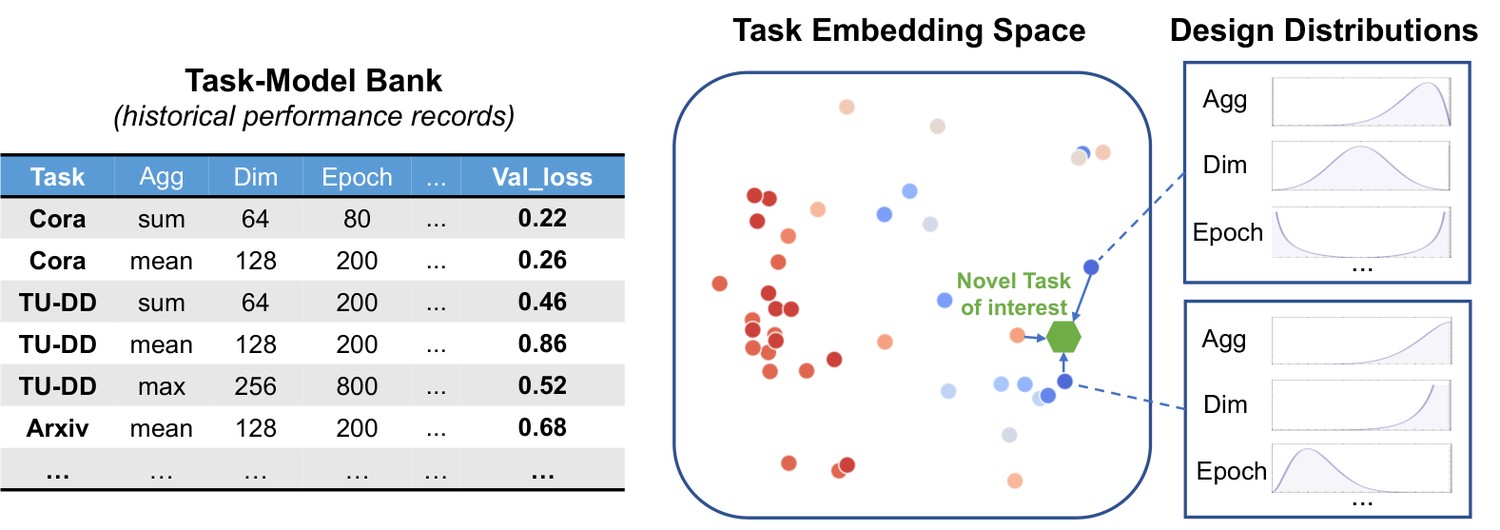 Task-Model Bank
(historical performance records)
Task Agg Dim Epoch ... Val_loss
Cora sum 64 80 ... 0.22
Cora mean 128 200 ... 0.26
TU-DD sum 64 200 ... 0.46
TU-DD mean 128 200 ... 0.86
TU-DD max 256 800 ... 0.52
Arxiv mean 128 200 ... 0.68
... ... ... ... ... ...
Task Embedding Space
Novel Task
of interest
Design Distributions
Agg
Dim
Epoch
...
Agg
Dim
Epoch
...